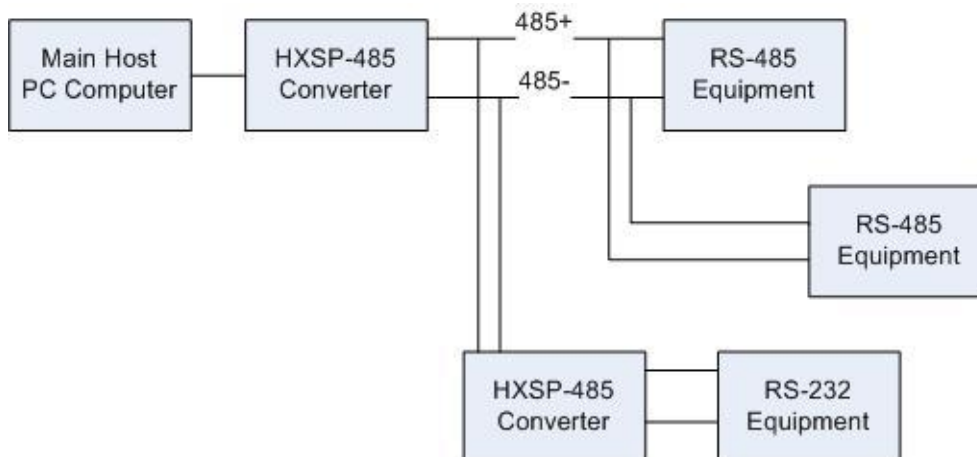 Main Host
PC Computer
HXSP-485
Converter
485+
485-
RS-485
Equipment
RS-485
Equipment
HXSP-485
Converter
RS-232
Equipment